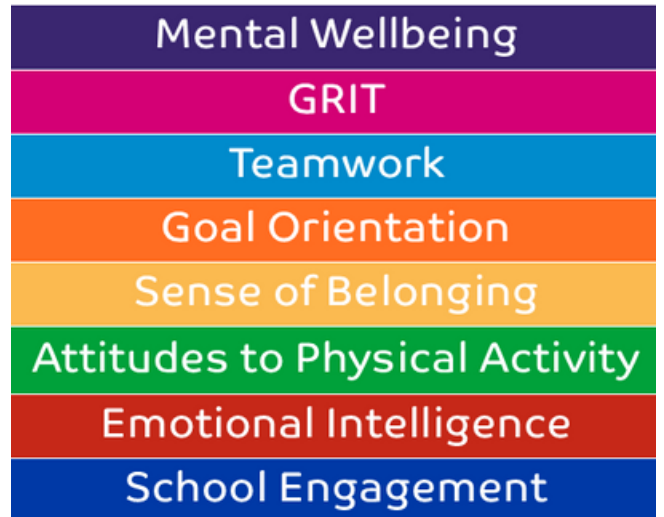 Mental Wellbeing
GRIT
Teamwork
Goal Orientation
Sense of Belonging
Attitudes to Physical Activity
Emotional Intelligence
School Engagement